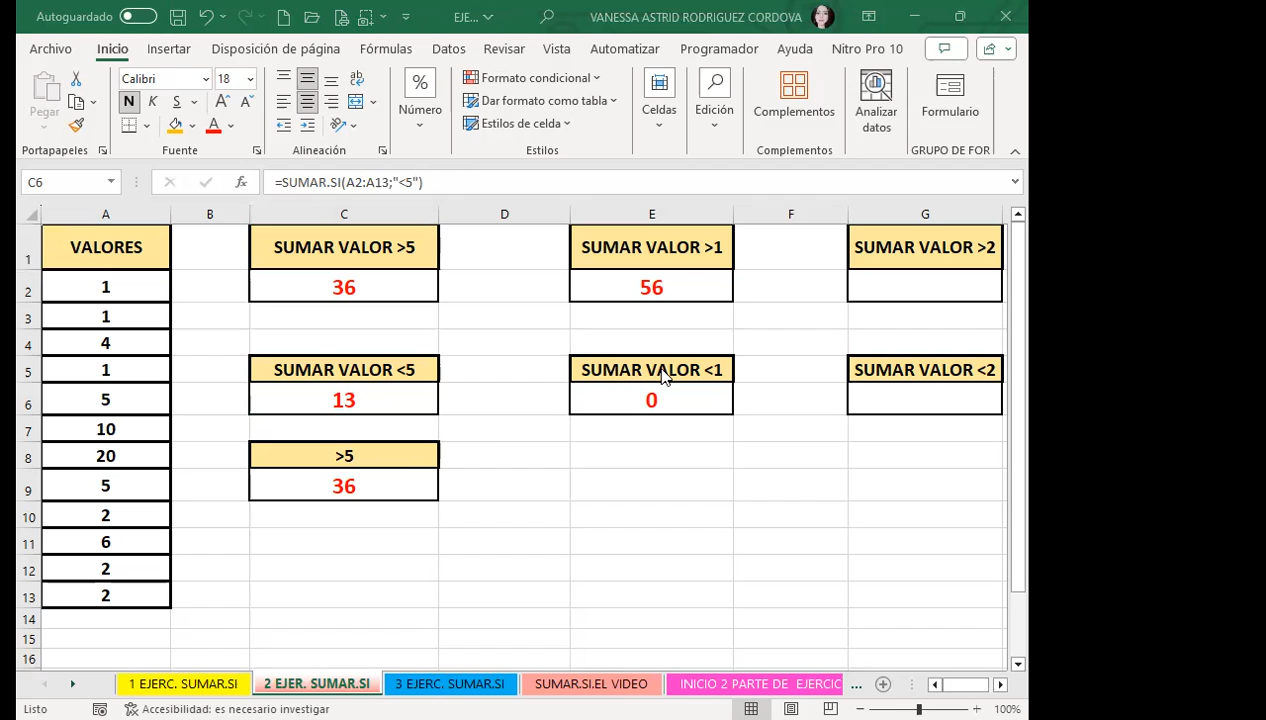 Autoguardado EJE... VANESSA ASTRID RODRIGUEZ CORDOVA
Archivo Inicio Insertar Disposición de página Fórmulas Datos Revisar Vista Automatizar Programador Ayuda Nitro Pro 10
Pegar Calibri 18 Formato condicional
N K S A A % Número Dar formato como tabla Celdas Edición Complementos Analizar datos Formulario
A Estilos de celda
Portapapeles Fuente Alineación Estilos Complementos GRUPO DE FOR
C6 fx =SUMAR.SI(A2:A13;"<5")
A B C D E F G
1 VALORES SUMAR VALOR >5 SUMAR VALOR >1 SUMAR VALOR >2
2 1 36 56
3 1
4 4
5 1 SUMAR VALOR <5 SUMAR VALOR <1 SUMAR VALOR <2
6 5 13 0
7 10
8 20 >5
9 5 36
10 2
11 6
12 2
13 2
14
15
16
1 EJERC. SUMAR.SI 2 EJER. SUMAR.SI 3 EJERC. SUMAR.SI SUMAR.SI.EL VIDEO INICIO 2 PARTE DE EJERCIC ...
Listo Accesibilidad: es necesario investigar 100%